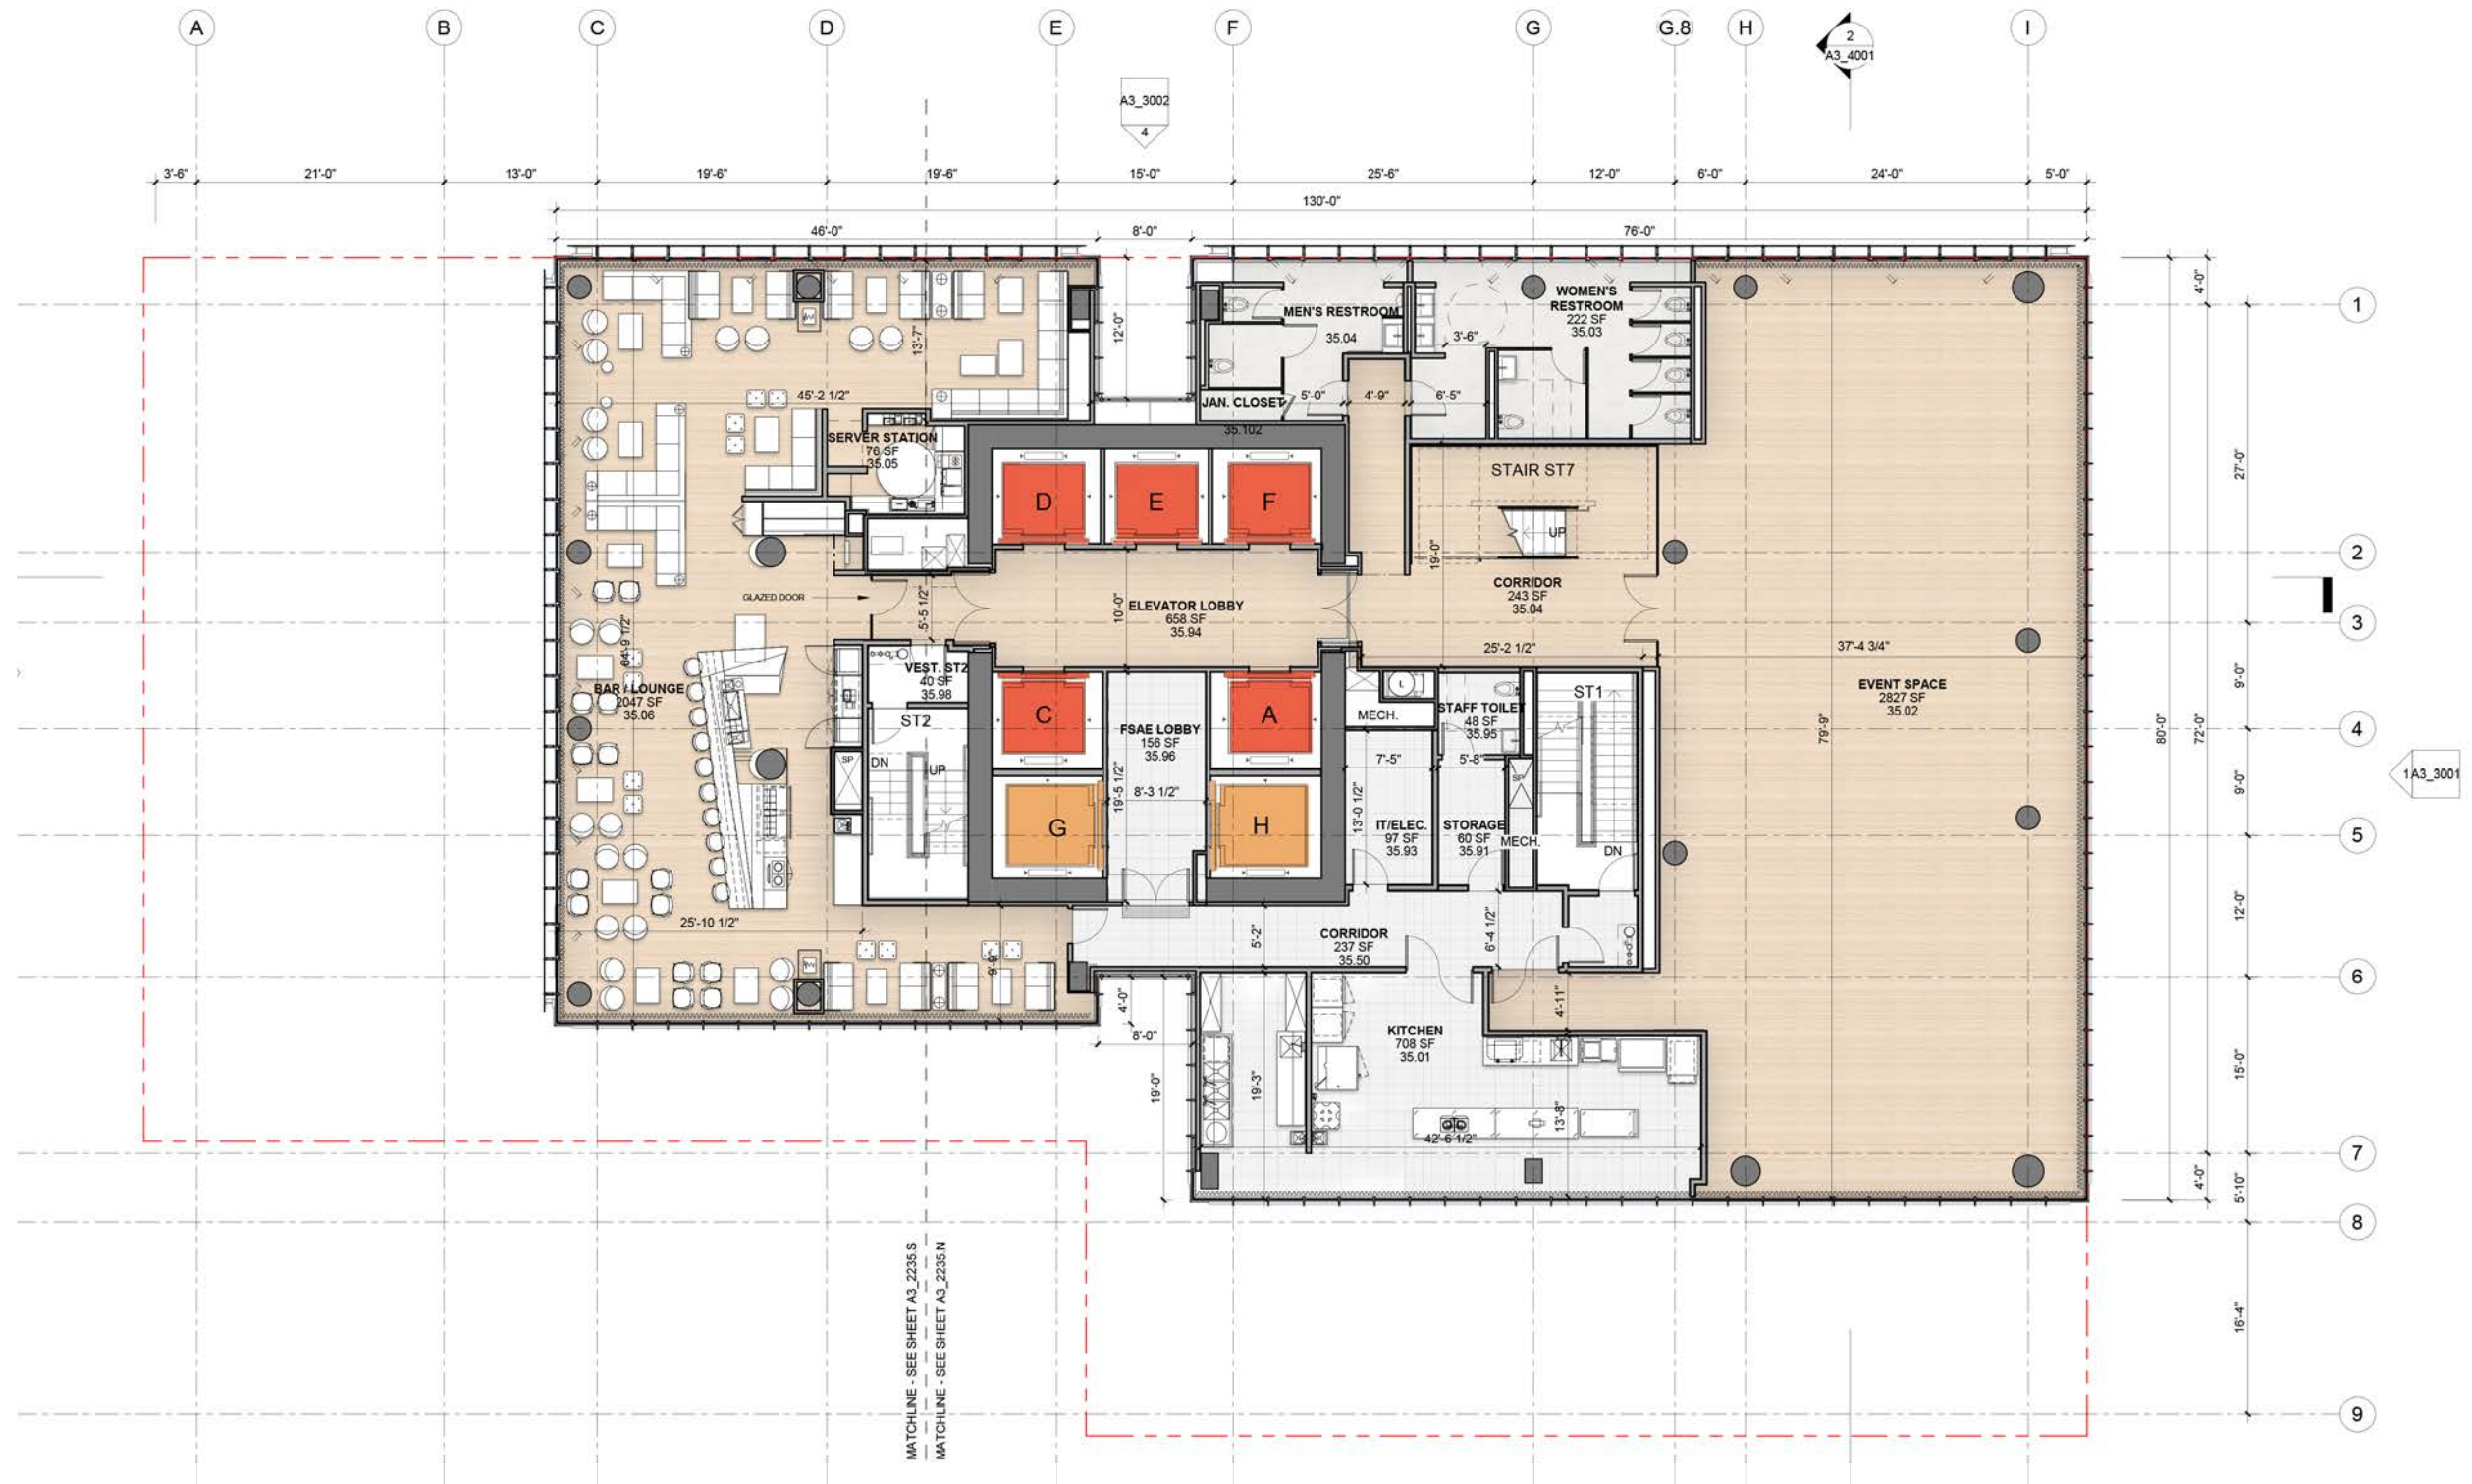 A
B
C
D
E
F
G
G.8
H
I
2
A3_4001
A3_3002
4
3'-6"
21'-0"
13'-0"
19'-6"
19'-6"
15'-0"
25'-6"
12'-0"
6'-0"
24'-0"
5'-0"
130'-0"
46'-0"
8'-0"
76'-0"
4'-0"
1
MEN'S RESTROOM
35.04
WOMEN'S
RESTROOM
222 SF
35.03
3'-6"
13'-7"
12'-0"
45'-2 1/2"
JAN. CLOSET
5'-0"
4'-9"
6'-5"
35.102
SERVER STATION
76 SF
35.05
27'-0"
D
E
F
STAIR ST7
UP
2
19'-0"
GLAZED DOOR
5'-5 1/2"
10'-0"
ELEVATOR LOBBY
658 SF
35.94
CORRIDOR
243 SF
35.04
3
25'-2 1/2"
37'-4 3/4"
64'-9 1/2"
BAR / LOUNGE
2047 SF
35.06
VEST. ST2
40 SF
35.98
ST2
C
A
FSAE LOBBY
156 SF
35.96
L
MECH.
STAFF TOILET
48 SF
35.95
ST1
EVENT SPACE
2827 SF
35.02
9'-0"
79'-9"
80'-0"
72'-0"
4
SP
DN
UP
7'-5"
5'-8"
SP
1
A3_3001
9'-0"
19'-5 1/2"
8'-3 1/2"
13'-0 1/2"
G
H
IT/ELEC.
97 SF
35.93
STORAGE
60 SF
35.91
MECH.
DN
5
12'-0"
25'-10 1/2"
9'-9"
5'-2"
CORRIDOR
237 SF
35.50
6'-4 1/2"
6
4'-0"
8'-0"
4'-11"
KITCHEN
708 SF
35.01
19'-0"
19'-3"
13'-8"
42'-6 1/2"
15'-0"
7
4'-0"
5'-10"
8
16'-4"
MATCHLINE - SEE SHEET A3_2235.S
MATCHLINE - SEE SHEET A3_2235.N
9